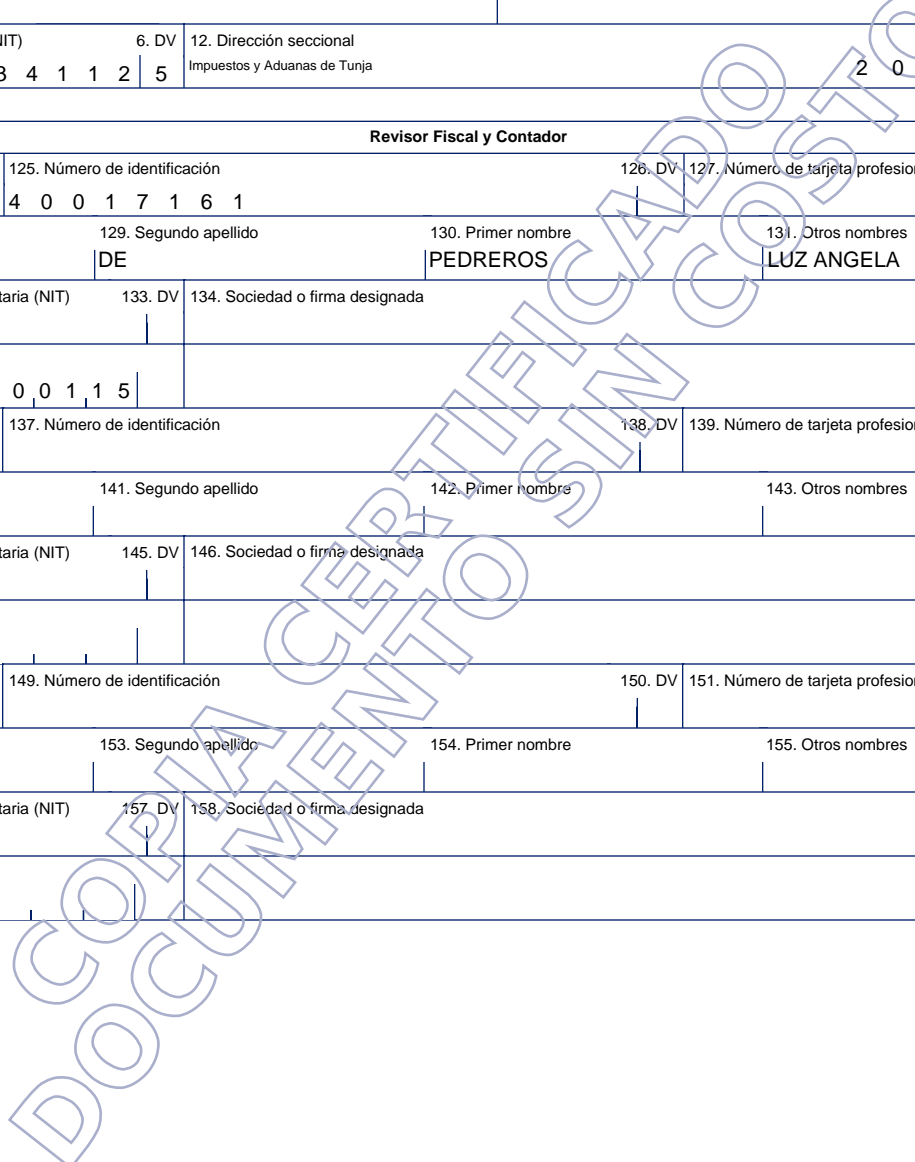 NIT) 6. DV 12. Dirección seccional
3 4 1 1 2 5 Impuestos y Aduanas de Tunja 2 0
Revisor Fiscal y Contador
125. Número de identificación 126. DV 127. Número de tarjeta profesion
4 0 0 1 7 1 6 1
129. Segundo apellido 130. Primer nombre 131. Otros nombres
DE PEDREROS LUZ ANGELA
taria (NIT) 133. DV 134. Sociedad o firma designada
0 0 1 1 5
137. Número de identificación 138. DV 139. Número de tarjeta profesion
141. Segundo apellido 142. Primer nombre 143. Otros nombres
taria (NIT) 145. DV 146. Sociedad o firma designada
149. Número de identificación 150. DV 151. Número de tarjeta profesion
153. Segundo apellido 154. Primer nombre 155. Otros nombres
taria (NIT) 157. DV 158. Sociedad o firma designada
COPIA CERTIFICADO
DOCUMENTO SIN COSTO